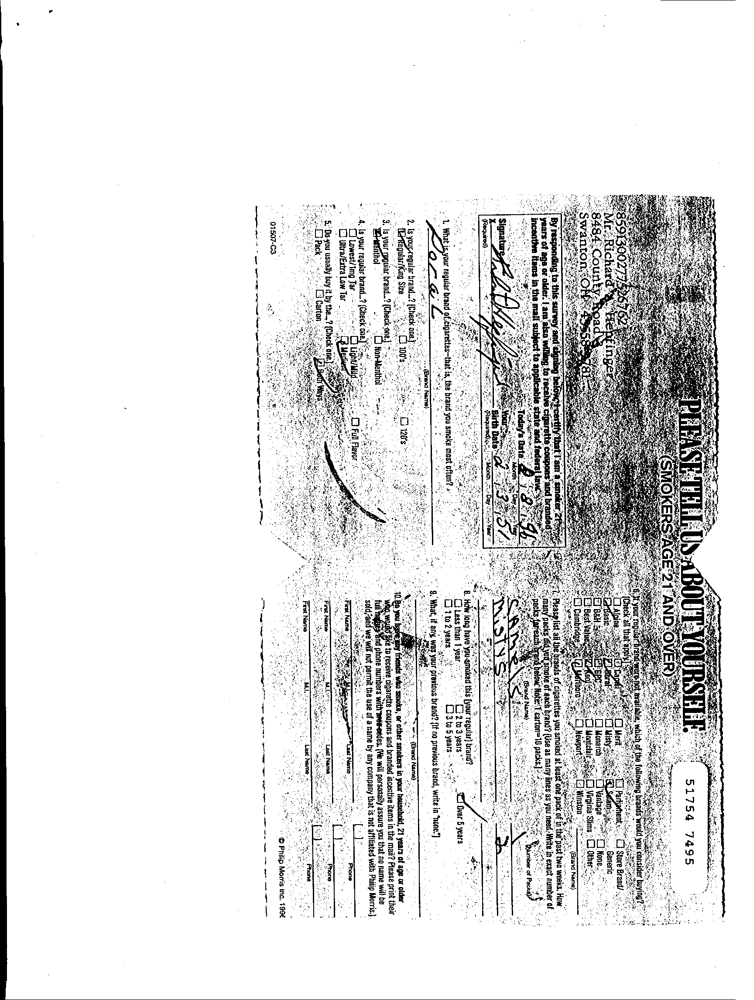 PLEASE TELL US ABOUT YOURSELF.
(SMOKERS AGE 21 AND OVER)
51754 7495
Mr. Richard Heptinger
8484 County Road
Swanton, OH
By responding to this survey and signing below, I certify that I am a smoker 21
years of age or older. I am also willing to receive cigarette coupons and branded
incentive items in the mail subject to applicable state and federal law.
Signature
X
(Required)
Today's Date 8 96
Month Day Year
Your
Birth Date 2 3 51
(Required) Month Day Year
1. What is your regular brand of cigarettes—that is, the brand you smoke most often?
Doral
(Brand Name)
2. Is your regular brand...? (Check one)
Regular/King Size 100's 120's
3. Is your regular brand...? (Check one)
Menthol Non-Menthol
4. Is your regular brand...? (Check one)
Lowest/1mg Tar Light/Mild Full Flavor
Ultra/Extra Low Tar Medium
5. Do you usually buy it by the...? (Check one)
Pack Carton Both Ways
01507-C3
6. If your regular brand were not available, which of the following brands would you consider buying?
(Check all that apply)
Alpine Camel Merit Parliament Store Brand/
Basic Doral Misty Salem Generic
B&H GPC Monarch Vantage None
Best Value Kool Montclair Virginia Slims Other
Cambridge Marlboro Newport Winston
(Brand Name)
7. Please list all the brands of cigarettes you smoked at least one pack of in the past two weeks. How
many packs did you smoke of each brand? (Use as many lines as you need. Write in exact number of
packs for each brand below. Note: 1 carton=10 packs.)
(Brand Name) (Number of Packs)
Camels 1
Mistys 2
8. How long have you smoked this (your regular) brand?
Less than 1 year 2 to 3 years Over 5 years
1 to 2 years 3 to 5 years
9. What, if any, was your previous brand? (If no previous brand, write in "none.")
(Brand Name)
10. Do you have any friends who smoke, or other smokers in your household, 21 years of age or older
who would like to receive cigarette coupons and branded incentive items in the mail? Please print their
full names and phone numbers with area codes. (We will personally assure you that no name will be
sold, and we will not permit the use of a name by any company that is not affiliated with Philip Morris.)
First Name M.I. Last Name Phone
First Name M.I. Last Name Phone
First Name M.I. Last Name Phone
© Philip Morris Inc. 1996